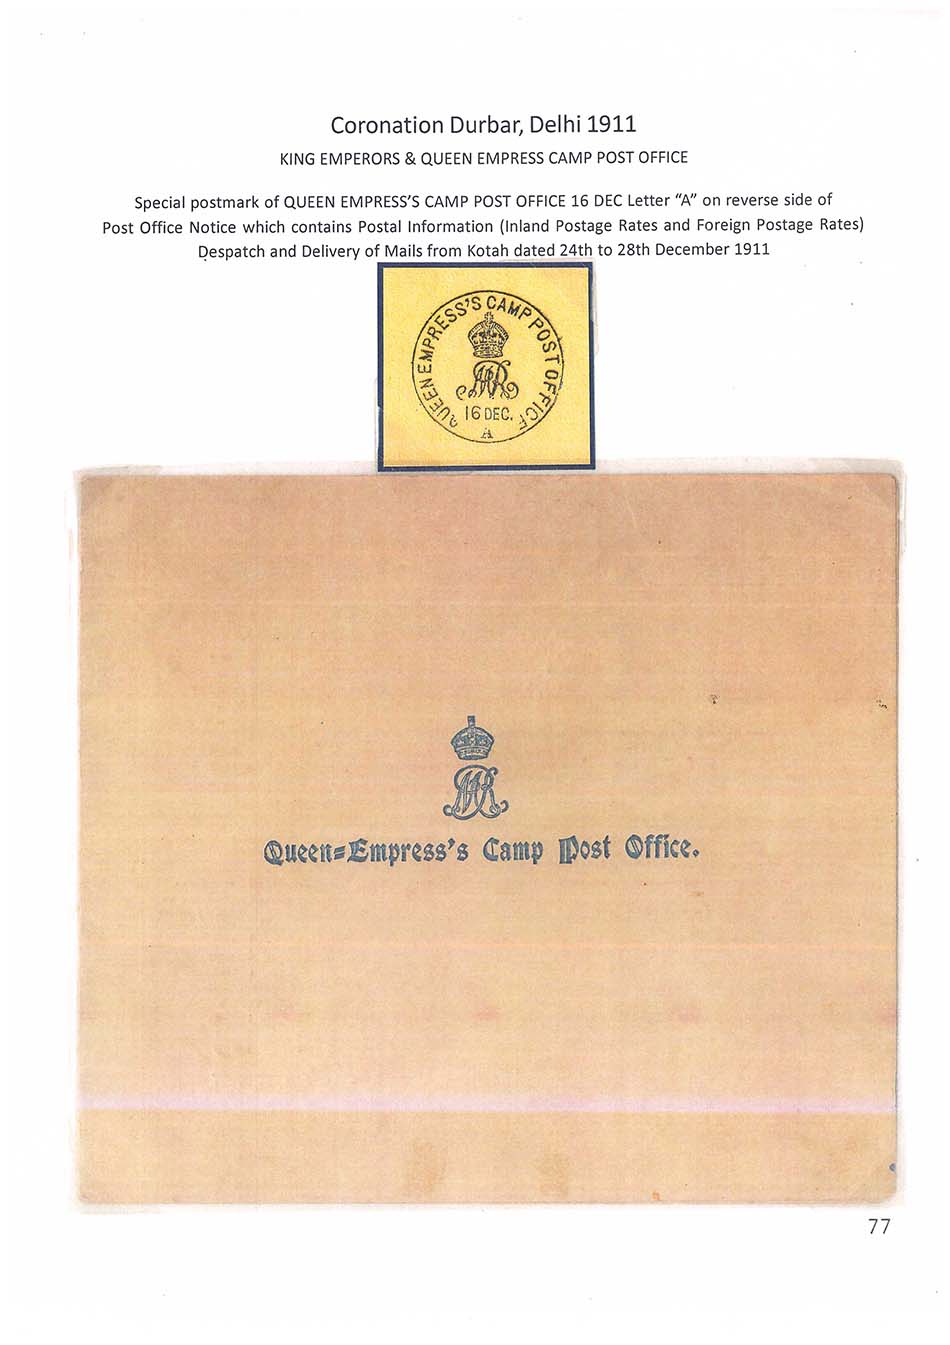 Coronation Durbar, Delhi 1911
KING EMPERORS & QUEEN EMPRESS CAMP POST OFFICE
Special postmark of QUEEN EMPRESS'S CAMP POST OFFICE 16 DEC Letter “A” on reverse side of
Post Office Notice which contains Postal Information (Inland Postage Rates and Foreign Postage Rates)
Despatch and Delivery of Mails from Kotah dated 24th to 28th December 1911
QUEEN EMPRESS'S CAMP POST OFFICE
16 DEC.
A
Queen=Empress's Camp Post Office.
77